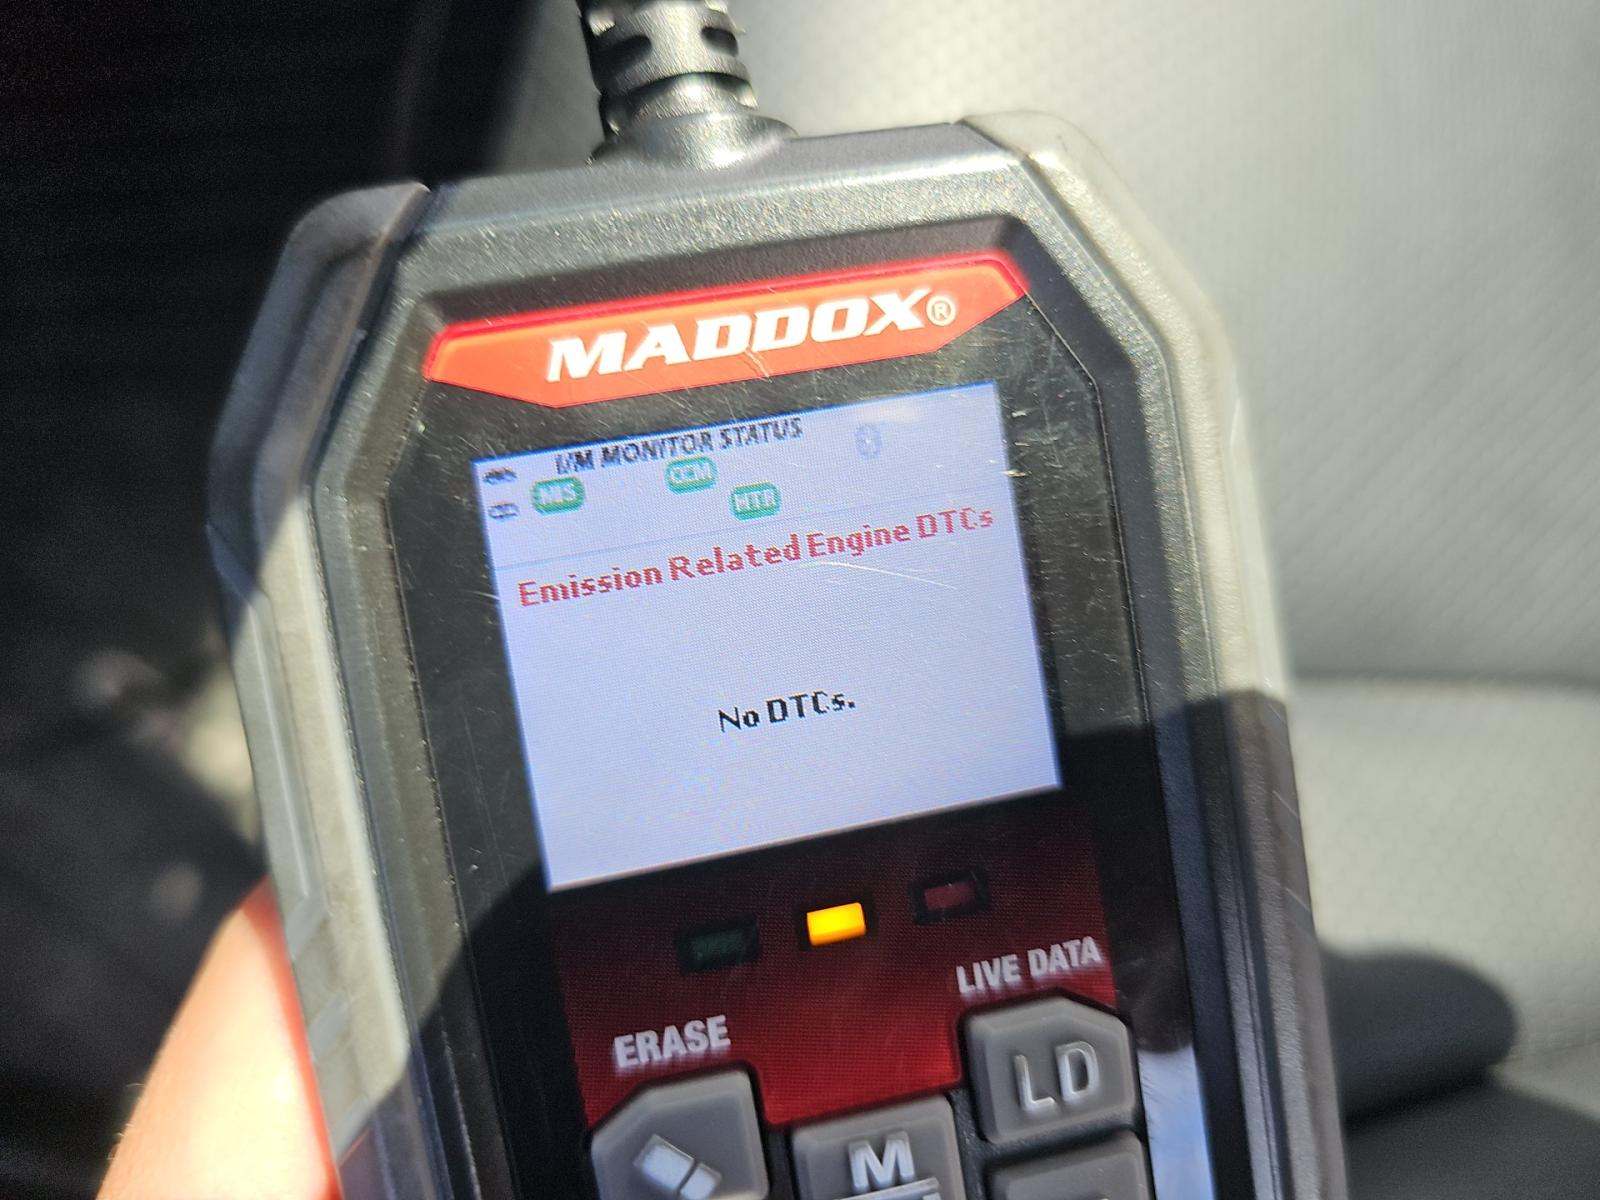 MADDOX®
I/M MONITOR STATUS
MIS
CCM
HTR
Emission Related Engine DTCs
No DTCs.
ERASE
LIVE DATA
LD
M